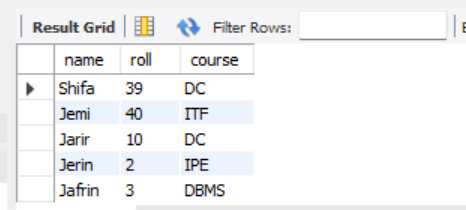 Result Grid Filter Rows:
name roll course
Shifa 39 DC
Jemi 40 ITF
Jarir 10 DC
Jerin 2 IPE
Jafrin 3 DBMS